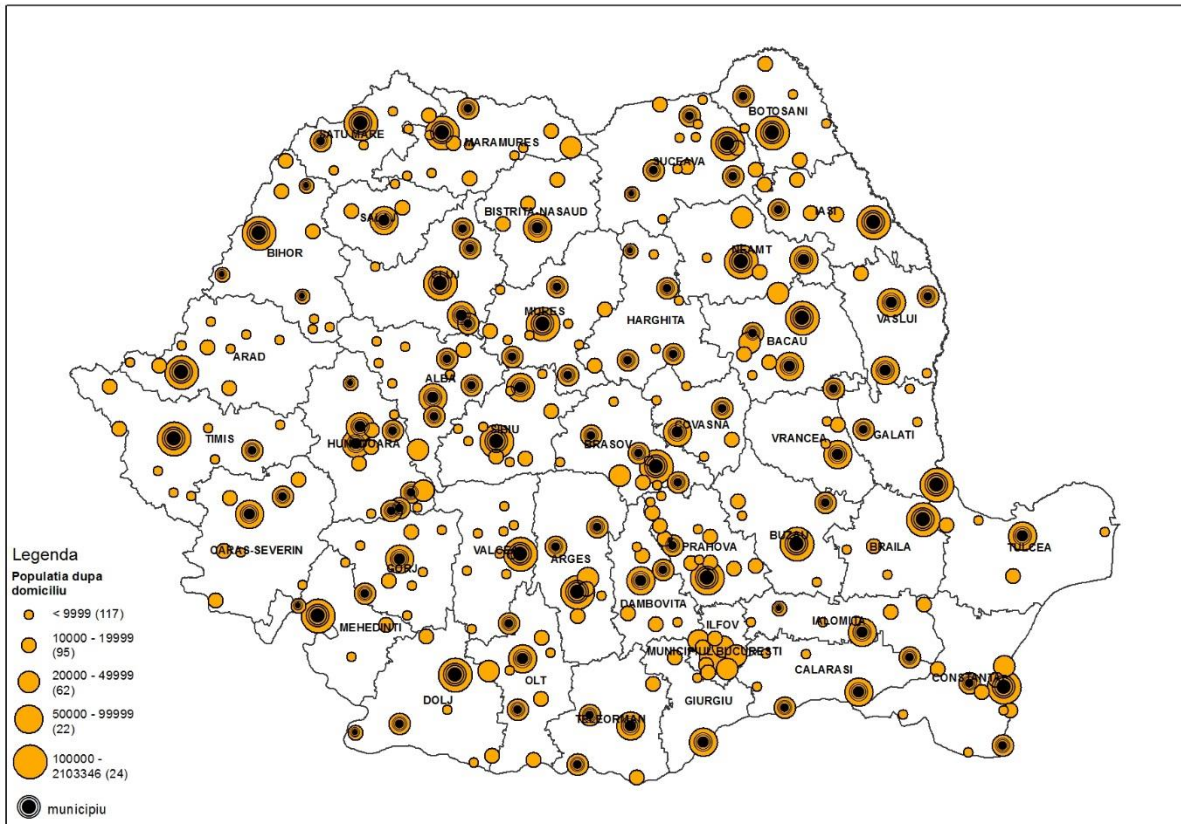 BOTOSANI
SATU MARE
MARAMURES
SUCEAVA
BISTRITA-NASAUD
IASI
SALAJ
BIHOR
NEAMT
CLUJ
MURES
HARGHITA
VASLUI
BACAU
ARAD
ALBA
TIMIS
HUNEDOARA
SIBIU
BRASOV
COVASNA
VRANCEA
GALATI
CARAS-SEVERIN
GORJ
VALCEA
ARGES
PRAHOVA
BUZAU
BRAILA
TULCEA
DAMBOVITA
MEHEDINTI
ILFOV
IALOMITA
MUNICIPIUL BUCURESTI
CALARASI
CONSTANTA
DOLJ
OLT
GIURGIU
TELEORMAN
Legenda
Populatia dupa
domiciliu
< 9999 (117)
10000 - 19999
(95)
20000 - 49999
(62)
50000 - 99999
(22)
100000 -
2103346 (24)
municipiu